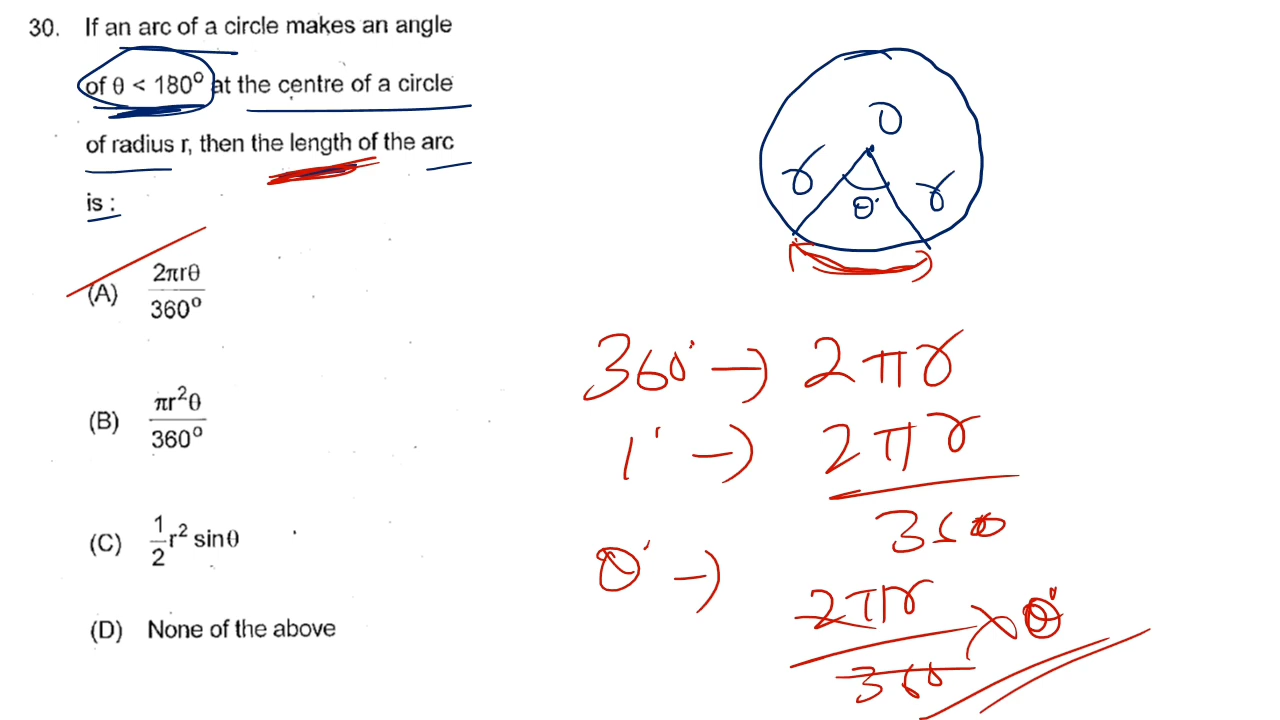 30. If an arc of a circle makes an angle
of θ < 180° at the centre of a circle
of radius r, then the length of the arc
is :
(A) 2πrθ / 360°
(B) πr²θ / 360°
(C) 1/2 r² sinθ
(D) None of the above
O
r r
θ°
360° → 2πr
1° → 2πr / 360
θ° → 2πr / 360 × θ°